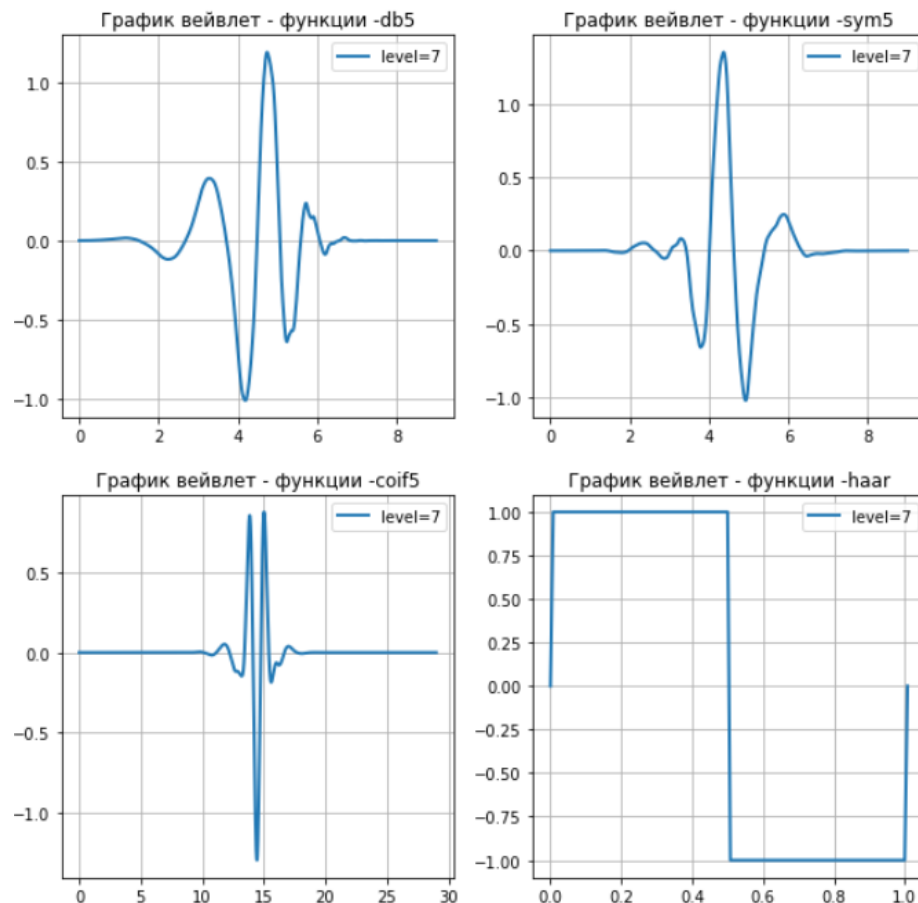 График вейвлет - функции -db5
level=7
1.0
0.5
0.0
−0.5
−1.0
0 2 4 6 8
График вейвлет - функции -sym5
level=7
1.0
0.5
0.0
−0.5
−1.0
0 2 4 6 8
График вейвлет - функции -coif5
level=7
0.5
0.0
−0.5
−1.0
0 5 10 15 20 25 30
График вейвлет - функции -haar
level=7
1.00
0.75
0.50
0.25
0.00
−0.25
−0.50
−0.75
−1.00
0.0 0.2 0.4 0.6 0.8 1.0